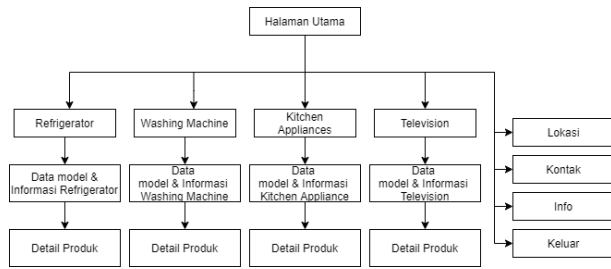 Halaman Utama
Refrigerator
Washing Machine
Kitchen
Appliances
Television
Lokasi
Data model &
Informasi Refrigerator
Data
model & Informasi
Washing Machine
Data
model & Informasi
Kitchen Appliance
Data
model & Informasi
Television
Kontak
Info
Detail Produk
Detail Produk
Detail Produk
Detail Produk
Keluar